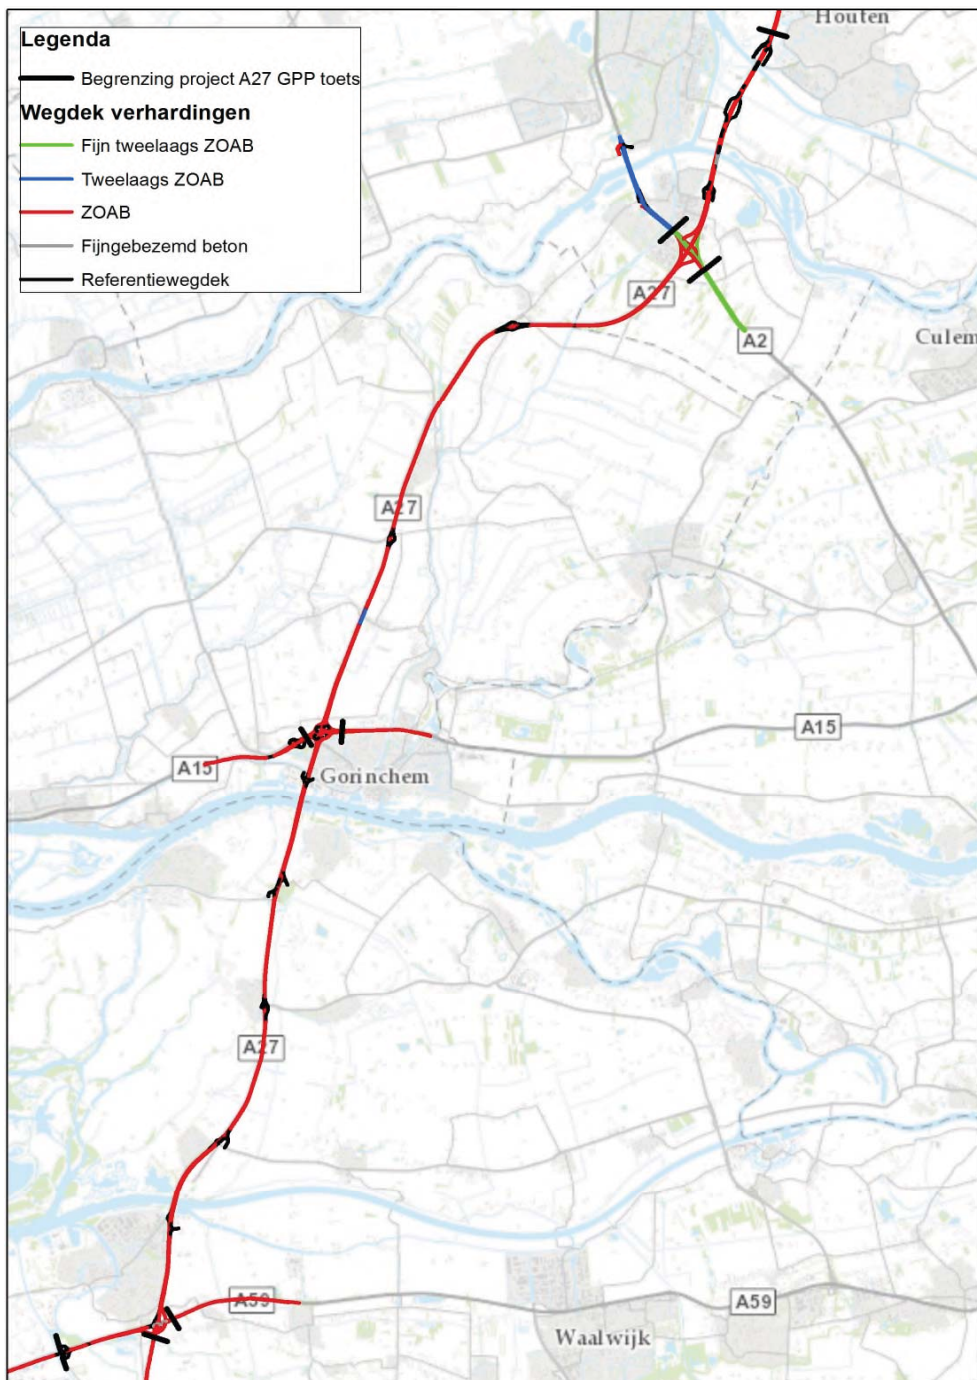 Legenda
Begrenzing project A27 GPP toets
Wegdek verhardingen
Fijn tweelaags ZOAB
Tweelaags ZOAB
ZOAB
Fijngebezemd beton
Referentiewegdek
Houten
A27
A2
Culem
A27
A15
A15
Gorinchem
A27
A59
A59
Waalwijk